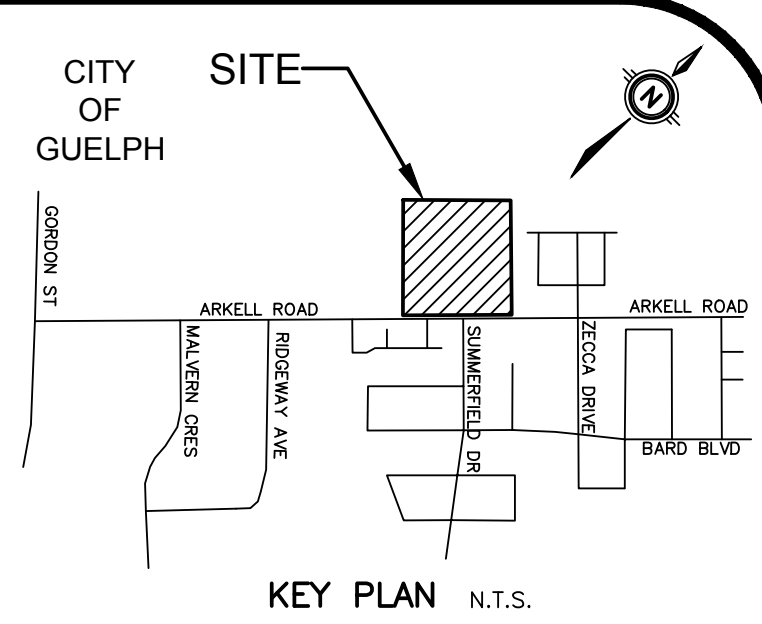 CITY
OF
GUELPH
SITE
N
GORDON ST
ARKELL ROAD
ARKELL ROAD
MALVERN CRES
RIDGEWAY AVE
SUMMERFIELD DR
ZECCA DRIVE
BARD BLVD
KEY PLAN N.T.S.